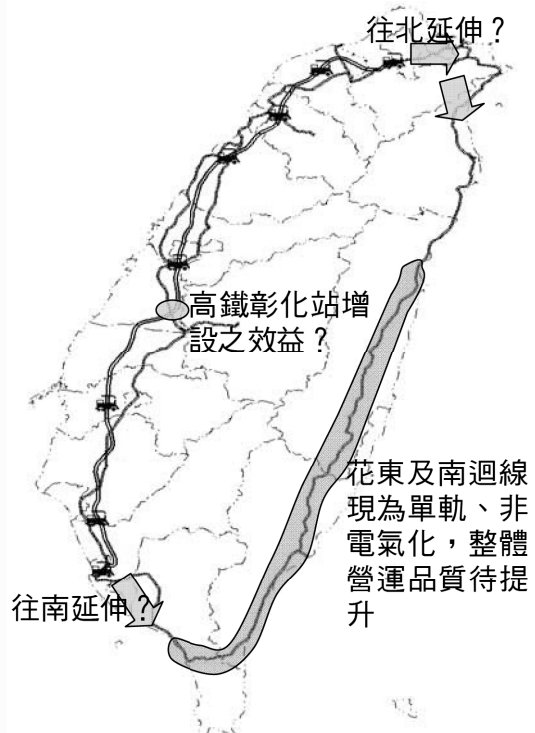 往北延伸？
高鐵彰化站增
設之效益？
花東及南迴線
現為單軌、非
電氣化，整體
營運品質待提
升
往南延伸？